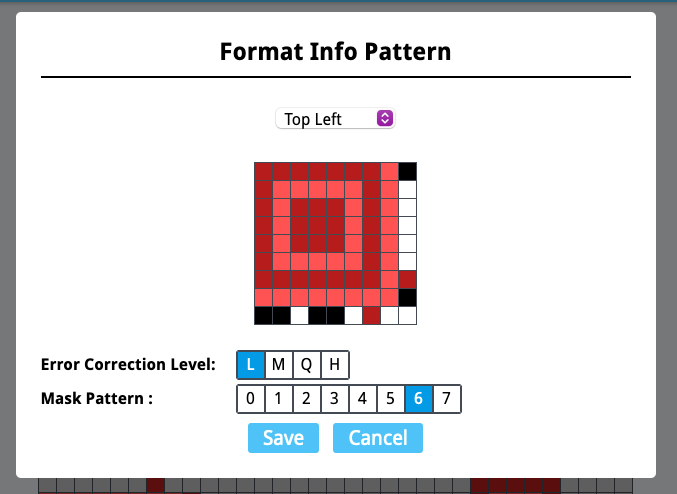 Format Info Pattern
Top Left
Error Correction Level: L M Q H
Mask Pattern : 0 1 2 3 4 5 6 7
Save Cancel